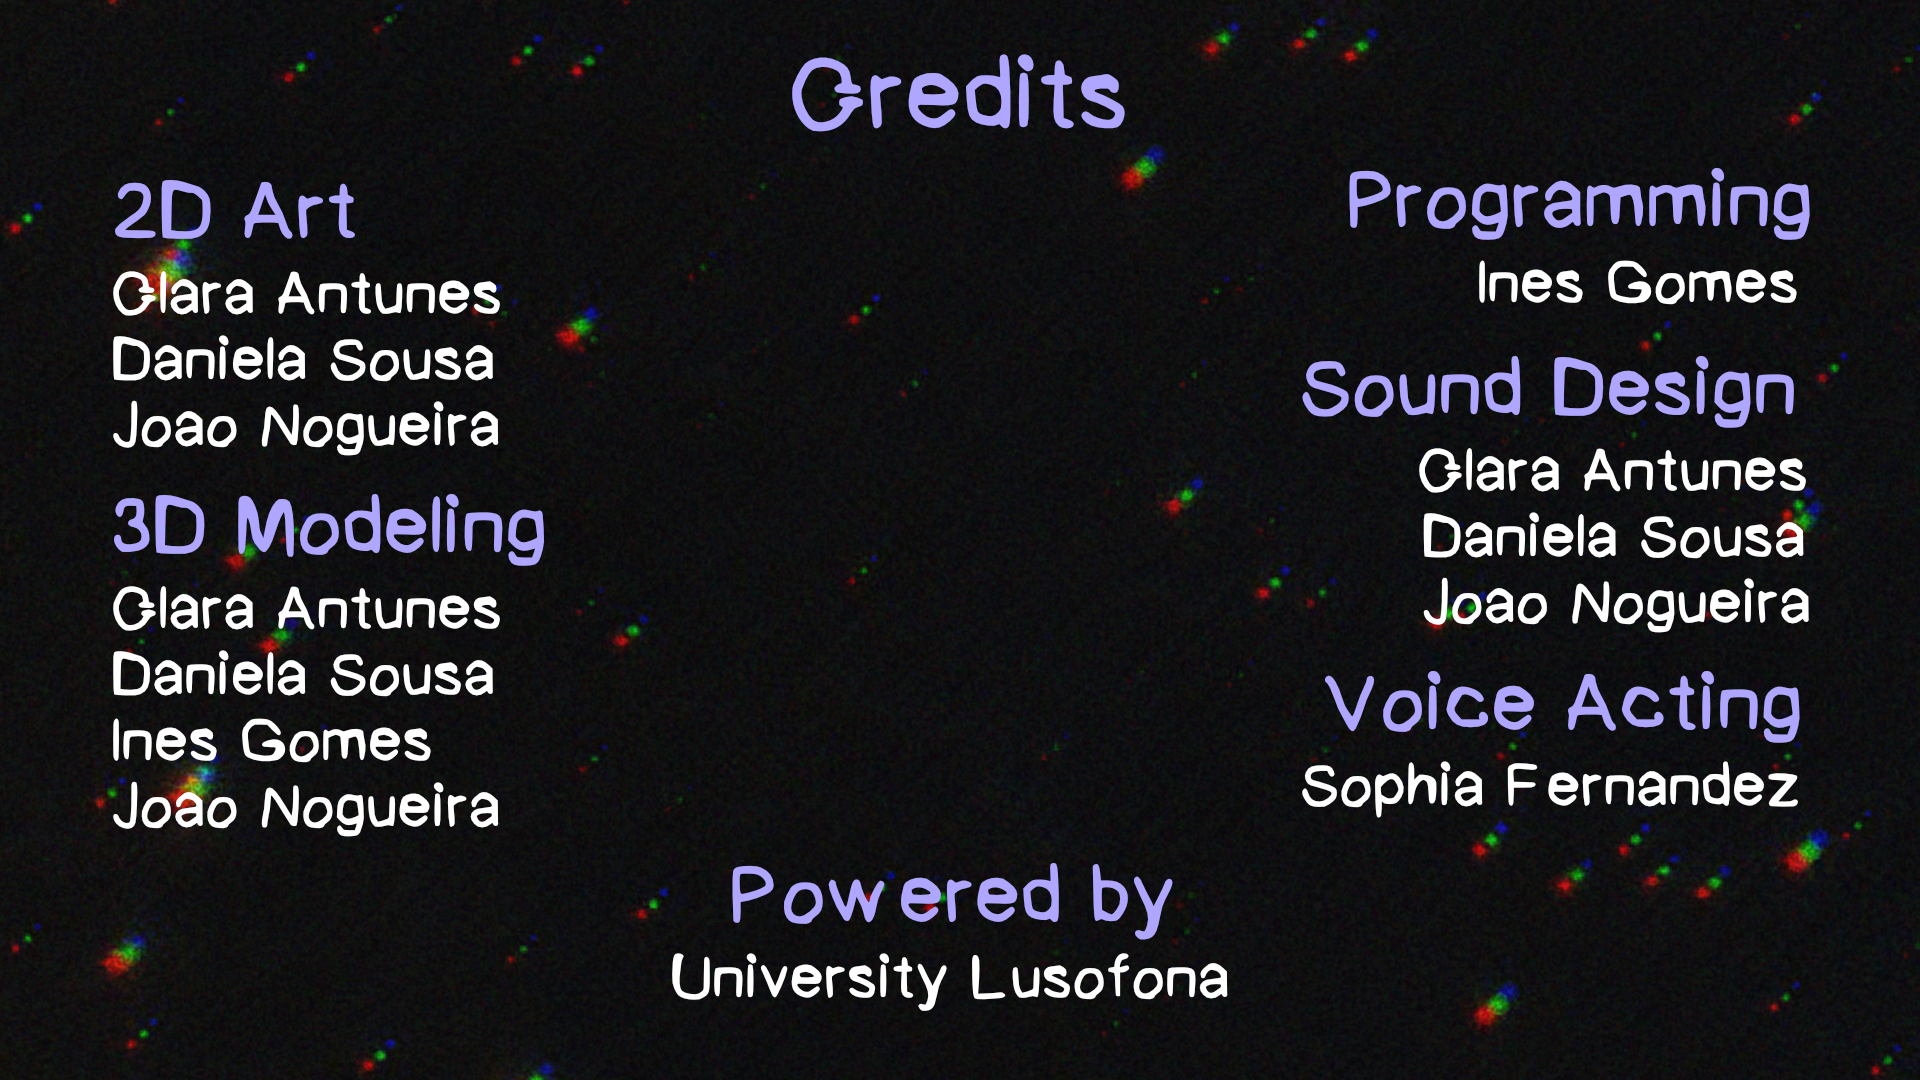 Credits
2D Art
Clara Antunes
Daniela Sousa
Joao Nogueira
3D Modeling
Clara Antunes
Daniela Sousa
Ines Gomes
Joao Nogueira
Programming
Ines Gomes
Sound Design
Clara Antunes
Daniela Sousa
Joao Nogueira
Voice Acting
Sophia Fernandez
Powered by
University Lusofona